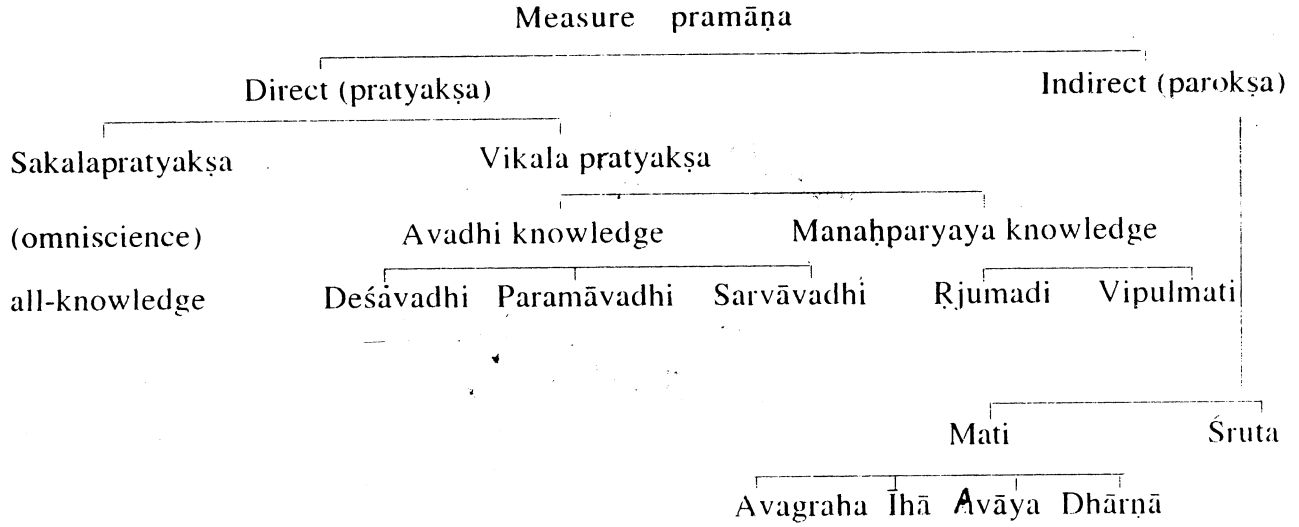 Measure pramāṇa
Direct (pratyakṣa) Indirect (parokṣa)
Sakalapratyakṣa Vikala pratyakṣa
(omniscience) Avadhi knowledge Manaḥparyaya knowledge
all-knowledge Deśāvadhi Paramāvadhi Sarvāvadhi Ṛjumadi Vipulmati
Mati Śruta
Avagraha Īhā Avāya Dhārṇā